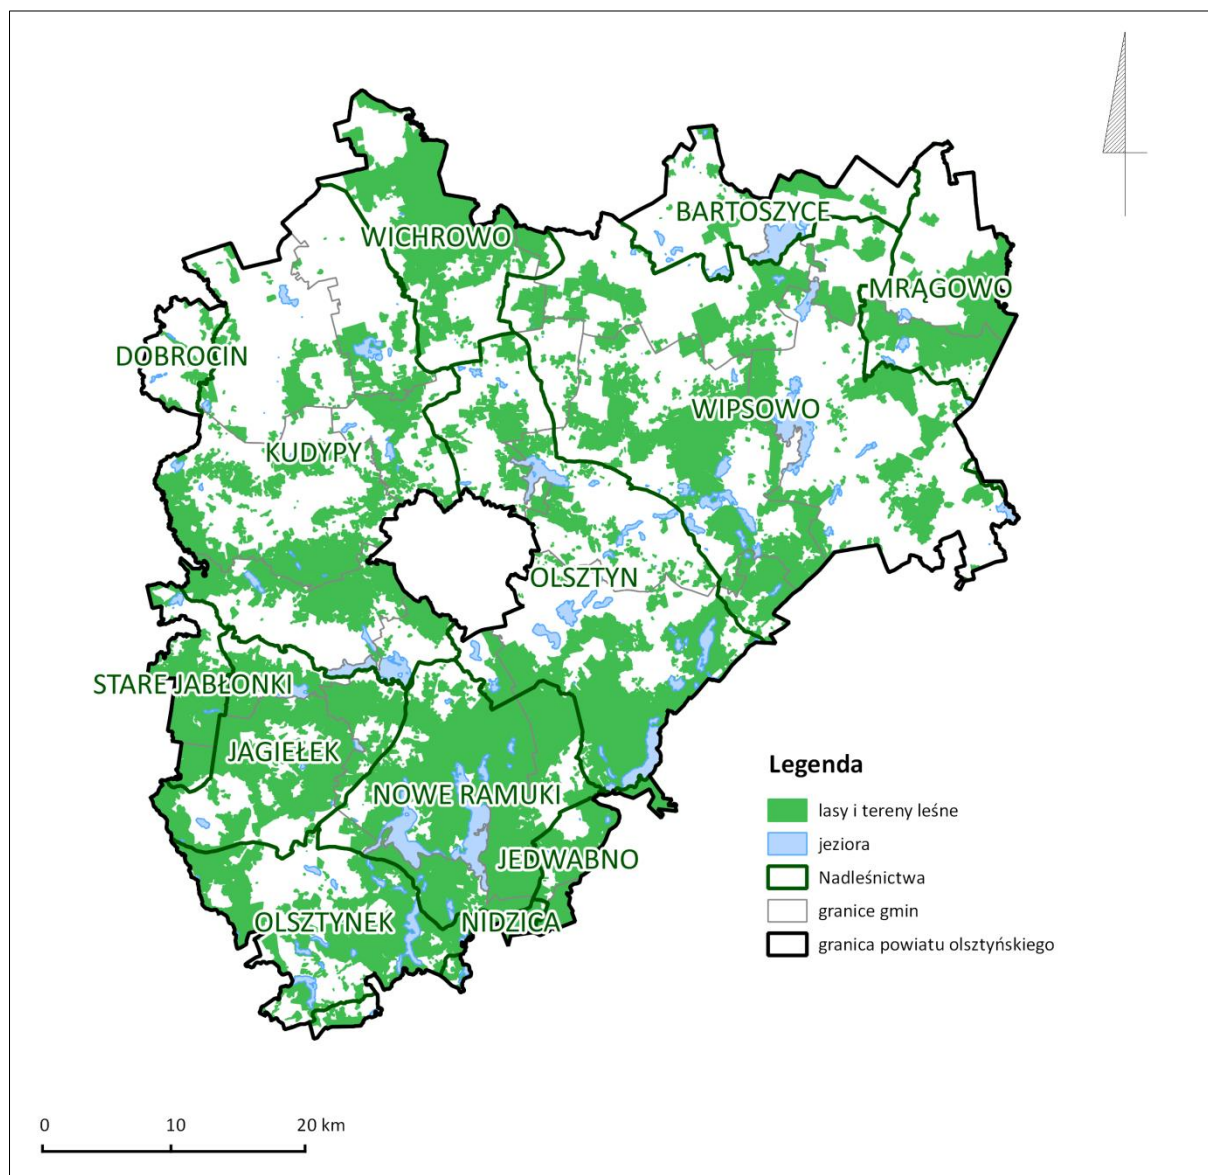 BARTOSZYCE
WICHROWO
MRĄGOWO
DOBROCIN
WIPSOWO
KUDYPY
OLSZTYN
STARE JABŁONKI
JAGIEŁEK
NOWE RAMUKI
JEDWABNO
OLSZTYNEK
NIDZICA
Legenda
lasy i tereny leśne
jeziora
Nadleśnictwa
granice gmin
granica powiatu olsztyńskiego
0 10 20 km